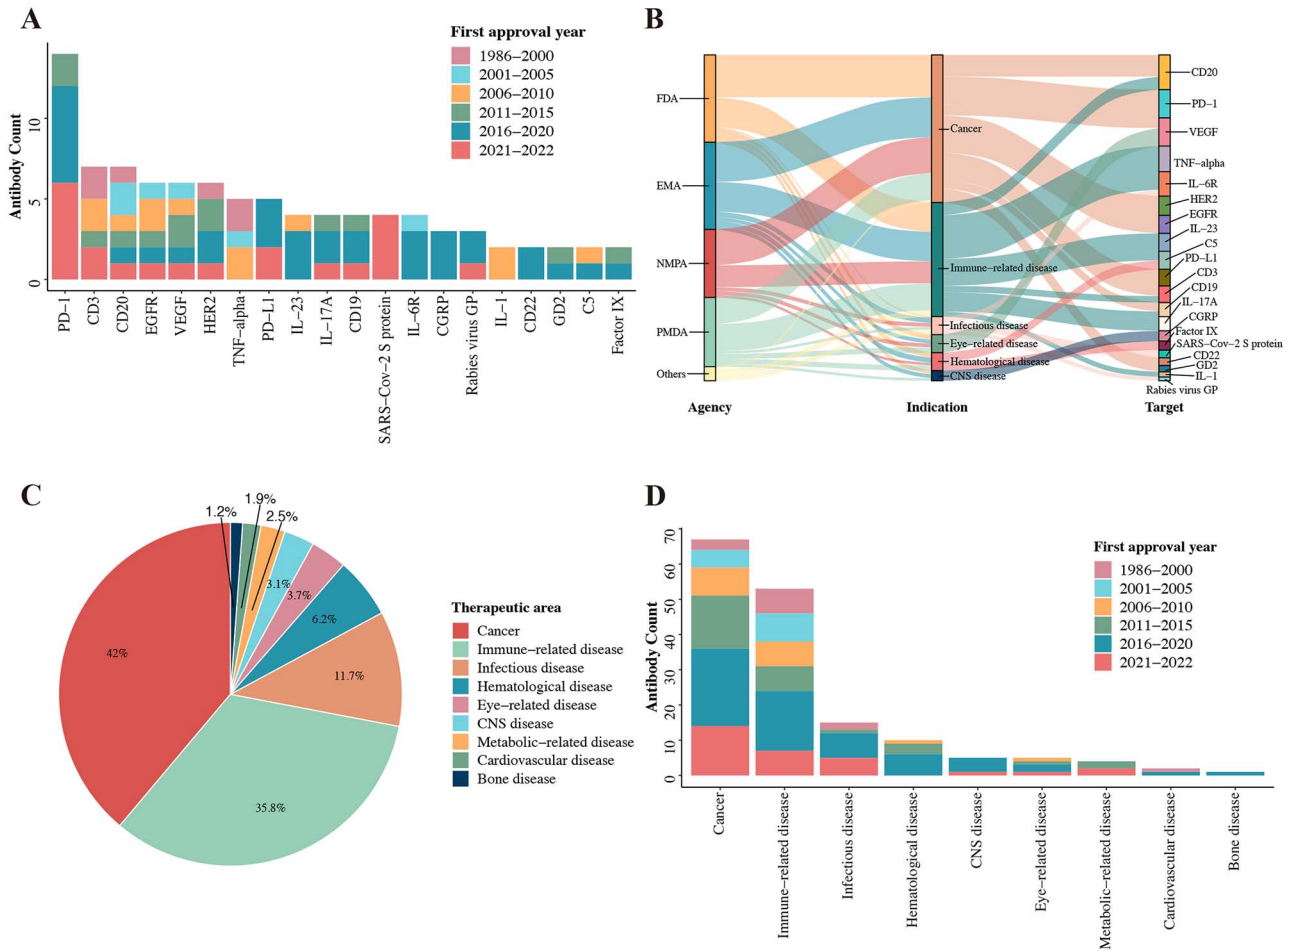 A
First approval year
1986–2000
2001–2005
2006–2010
2011–2015
2016–2020
2021–2022
Antibody Count
10
5
0
PD–1
CD3
CD20
EGFR
VEGF
HER2
TNF–alpha
PD–L1
IL–23
IL–17A
CD19
SARS–Cov–2 S protein
IL–6R
CGRP
Rabies virus GP
IL–1
CD22
GD2
C5
Factor IX
B
FDA
EMA
NMPA
PMDA
Others
Cancer
Immune–related disease
Infectious disease
Eye–related disease
Hematological disease
CNS disease
CD20
PD–1
VEGF
TNF–alpha
IL–6R
HER2
EGFR
IL–23
C5
PD–L1
CD3
CD19
IL–17A
CGRP
Factor IX
SARS–Cov–2 S protein
CD22
GD2
IL–1
Rabies virus GP
Agency
Indication
Target
C
1.2%
1.9%
2.5%
3.1%
3.7%
6.2%
11.7%
42%
35.8%
Therapeutic area
Cancer
Immune–related disease
Infectious disease
Hematological disease
Eye–related disease
CNS disease
Metabolic–related disease
Cardiovascular disease
Bone disease
D
First approval year
1986–2000
2001–2005
2006–2010
2011–2015
2016–2020
2021–2022
Antibody Count
70
60
50
40
30
20
10
0
Cancer
Immune–related disease
Infectious disease
Hematological disease
CNS disease
Eye–related disease
Metabolic–related disease
Cardiovascular disease
Bone disease